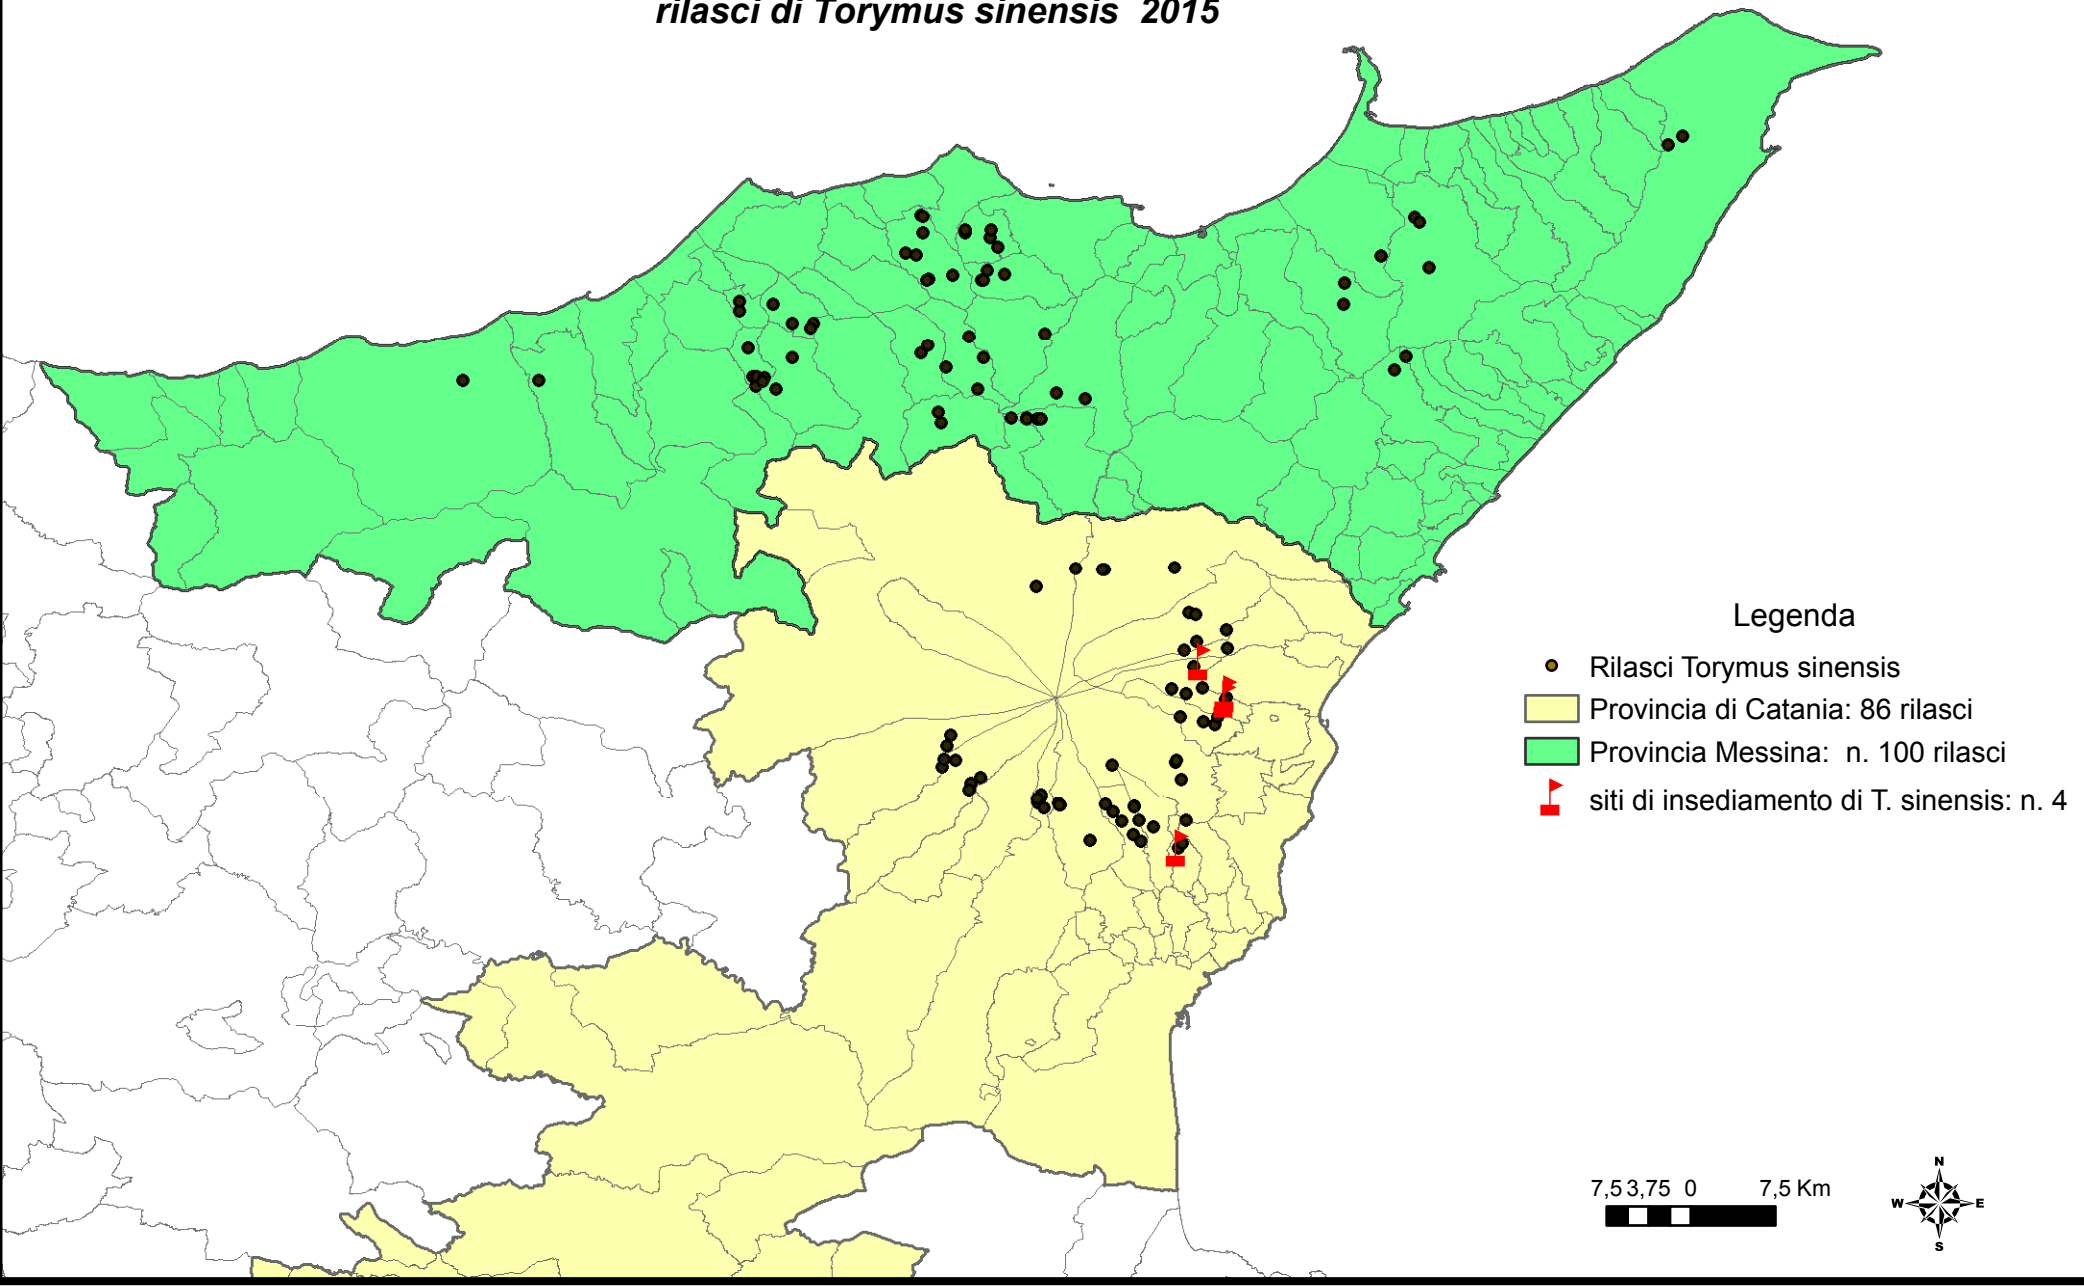 rilasci di Torymus sinensis 2015
Legenda
Rilasci Torymus sinensis
Provincia di Catania: 86 rilasci
Provincia Messina: n. 100 rilasci
siti di insediamento di T. sinensis: n. 4
7,5 3,75 0 7,5 Km
N
W E
S